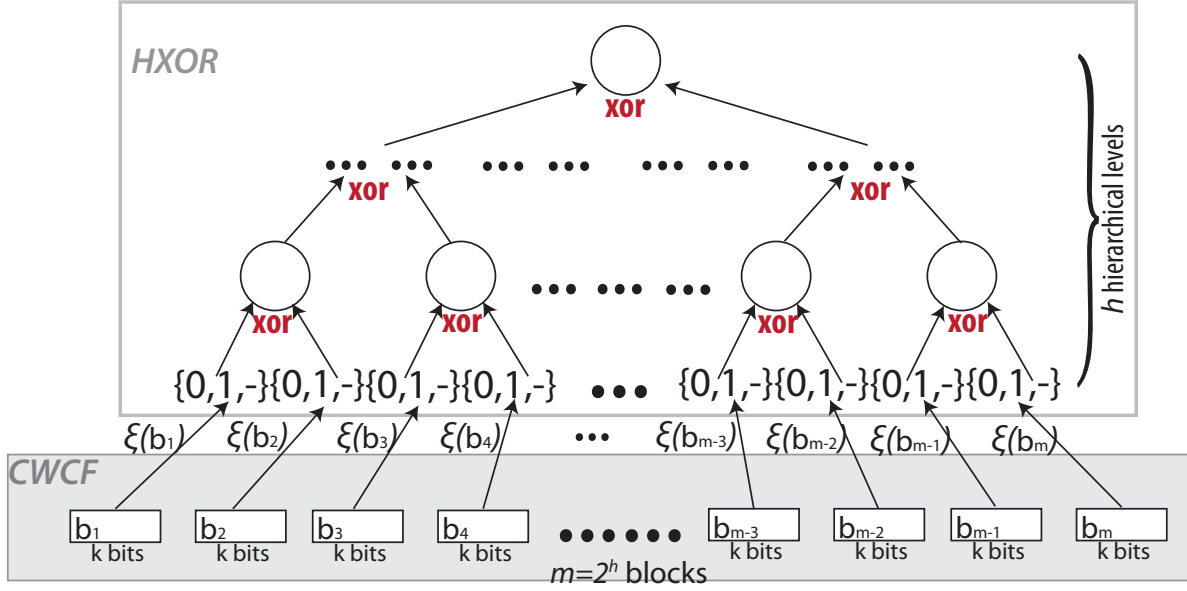 HXOR
xor
••• ••• ••• ••• ••• ••• ••• •••
xor xor
h hierarchical levels
••• ••• •••
xor xor xor xor
{0,1,-}{0,1,-}{0,1,-}{0,1,-} ••• {0,1,-}{0,1,-}{0,1,-}{0,1,-}
ξ(b₁) ξ(b₂) ξ(b₃) ξ(b₄) ••• ξ(bₘ₋₃) ξ(bₘ₋₂) ξ(bₘ₋₁) ξ(bₘ)
CWCF
b₁ b₂ b₃ b₄ •••••• bₘ₋₃ bₘ₋₂ bₘ₋₁ bₘ
k bits k bits k bits k bits k bits k bits k bits k bits
m=2ʰ blocks